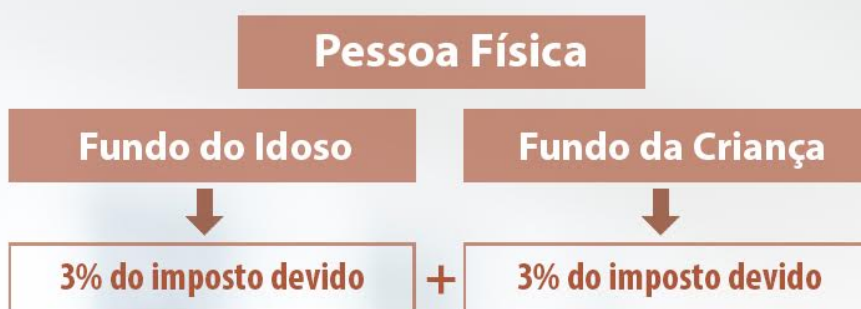 Pessoa Física
Fundo do Idoso
Fundo da Criança
3% do imposto devido
+
3% do imposto devido